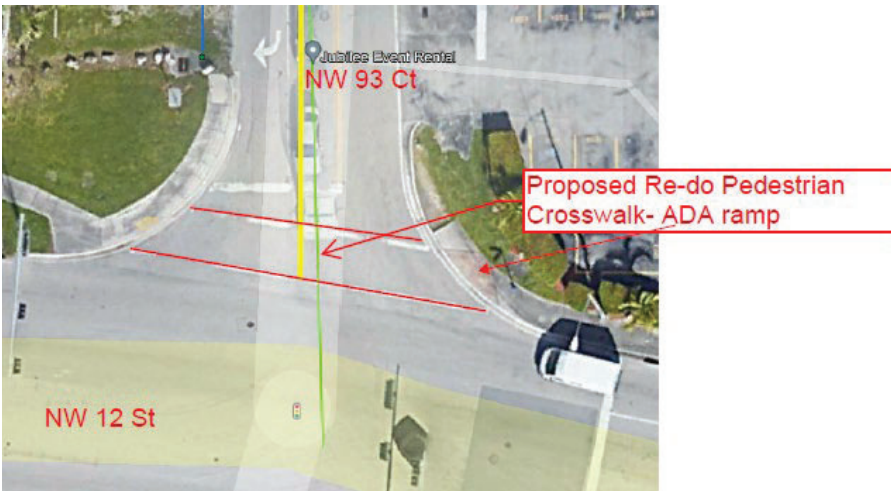 Jubilee Event Rental
NW 93 Ct
Proposed Re-do Pedestrian
Crosswalk- ADA ramp
NW 12 St